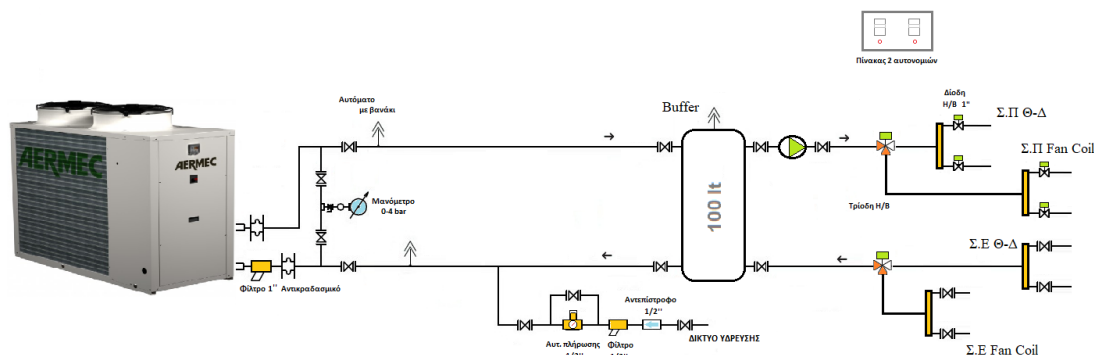 Πίνακας 2 αυτονομιών
Αυτόματο
με βανάκι
Buffer
Δίοδη
Η/Β 1"
Σ.Π Θ-Δ
AERMEC
AERMEC
Σ.Π Fan Coil
Μανόμετρο
0-4 bar
100 lt
Τρίοδη Η/Β
Σ.Ε Θ-Δ
Φίλτρο 1'' Αντικραδασμικό
Αντεπίστροφο
1/2''
ΔΙΚΤΥΟ ΥΔΡΕΥΣΗΣ
Αυτ. πλήρωσης
Φίλτρο
Σ.Ε Fan Coil